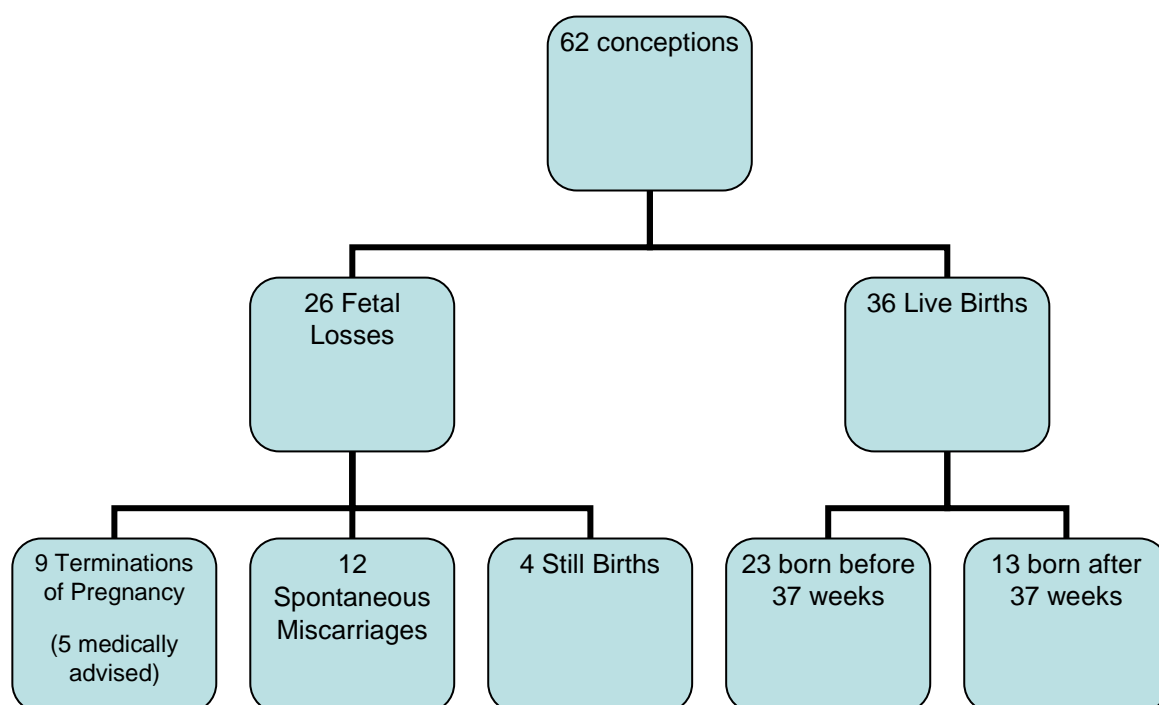 62 conceptions
26 Fetal
Losses
36 Live Births
9 Terminations
of Pregnancy
(5 medically
advised)
12
Spontaneous
Miscarriages
4 Still Births
23 born before
37 weeks
13 born after
37 weeks